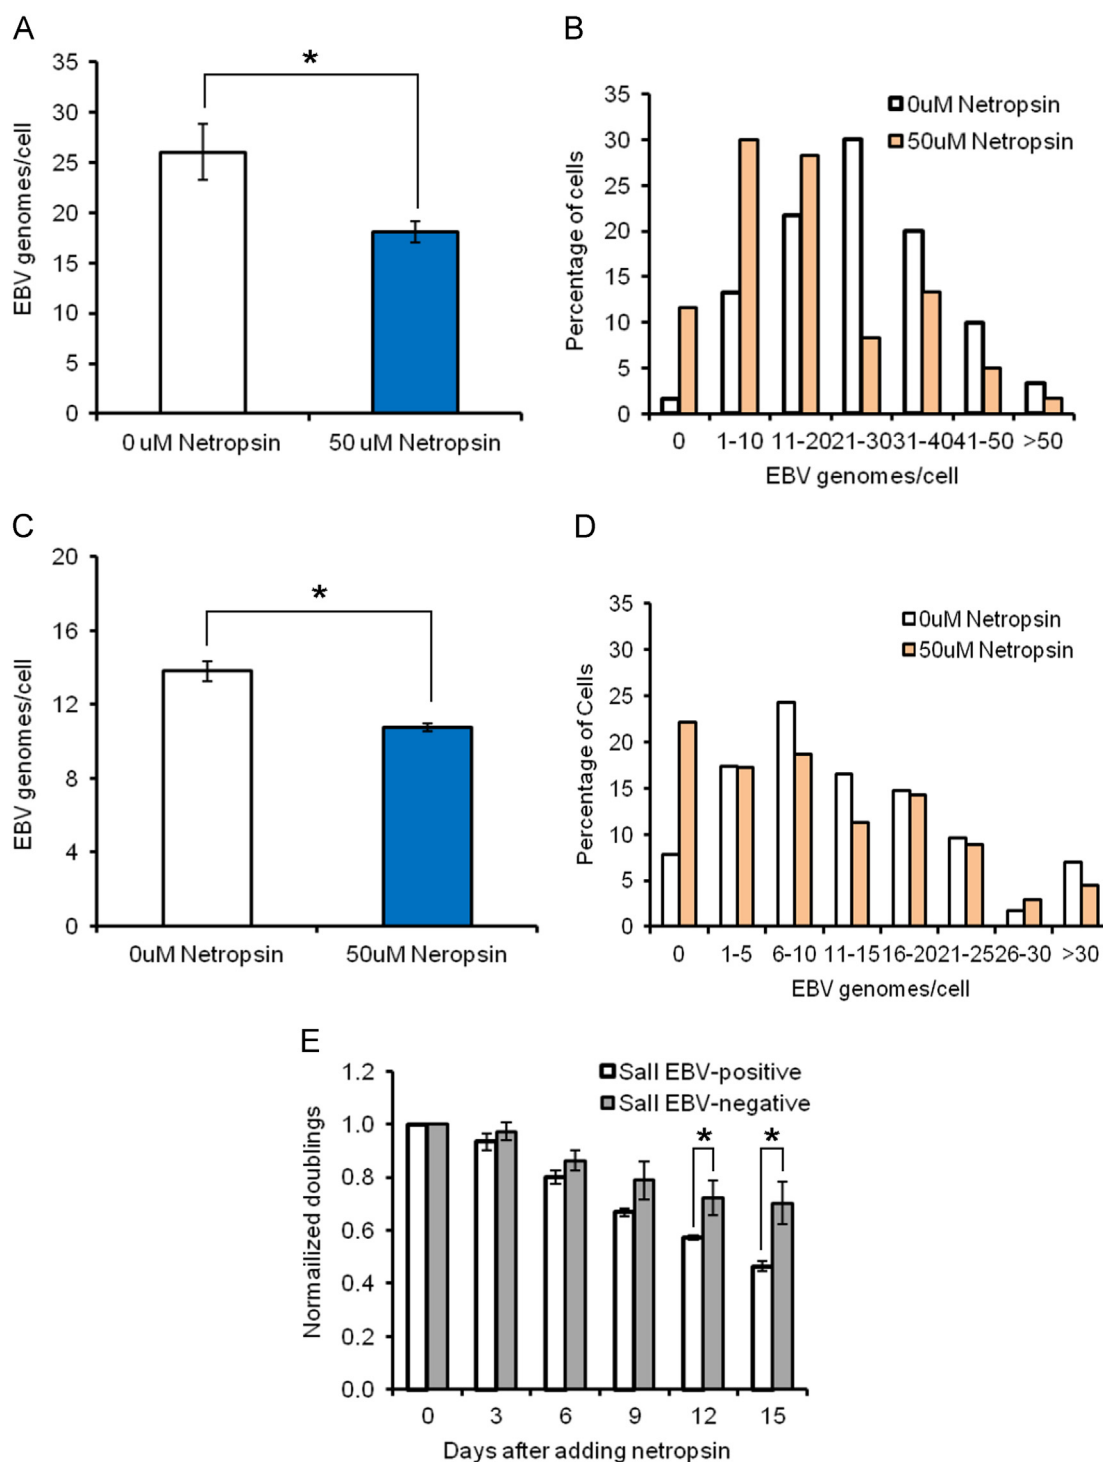 A
35
30
25
20
15
10
5
0
EBV genomes/cell
*
0 uM Netropsin
50 uM Netropsin
B
35
30
25
20
15
10
5
0
Percentage of cells
0uM Netropsin
50uM Netropsin
0 1-10 11-20 21-30 31-40 41-50 >50
EBV genomes/cell
C
20
16
12
8
4
0
EBV genomes/cell
*
0uM Netropsin
50uM Neropsin
D
35
30
25
20
15
10
5
0
Percentage of Cells
0uM Netropsin
50uM Netropsin
0 1-5 6-10 11-15 16-20 21-25 26-30 >30
EBV genomes/cell
E
1.2
1.0
0.8
0.6
0.4
0.2
0.0
Normailized doublings
Sall EBV-positive
Sall EBV-negative
* *
0 3 6 9 12 15
Days after adding netropsin